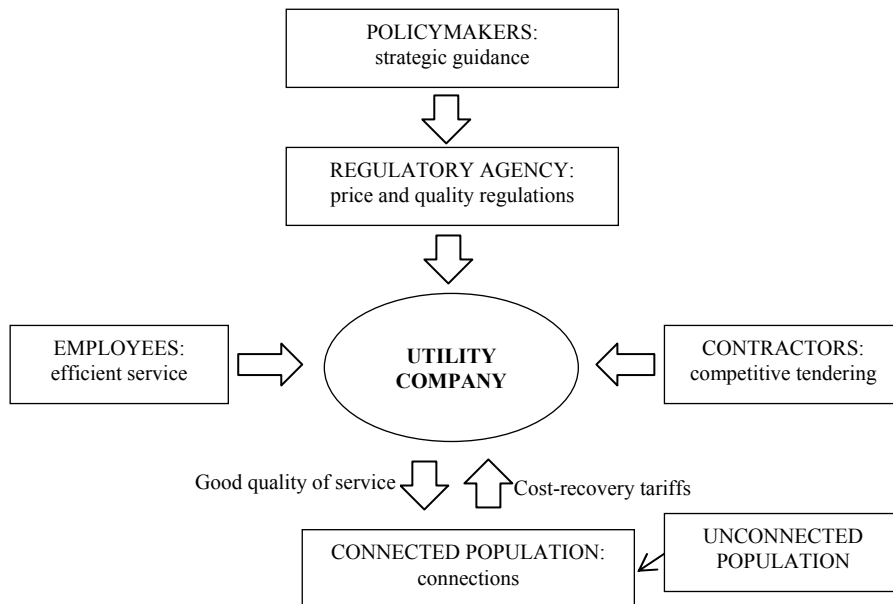 POLICYMAKERS:
strategic guidance
REGULATORY AGENCY:
price and quality regulations
EMPLOYEES:
efficient service
UTILITY
COMPANY
CONTRACTORS:
competitive tendering
Good quality of service
Cost-recovery tariffs
CONNECTED POPULATION:
connections
UNCONNECTED
POPULATION